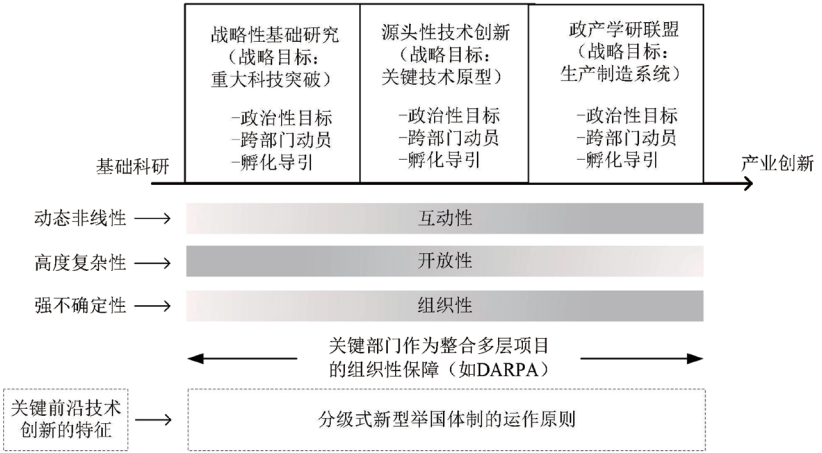 战略性基础研究
（战略目标：
重大科技突破）
-政治性目标
-跨部门动员
-孵化导引
源头性技术创新
（战略目标：
关键技术原型）
-政治性目标
-跨部门动员
-孵化导引
政产学研联盟
（战略目标：
生产制造系统）
-政治性目标
-跨部门动员
-孵化导引
基础科研
产业创新
动态非线性
互动性
高度复杂性
开放性
强不确定性
组织性
关键部门作为整合多层项目
的组织性保障（如DARPA）
关键前沿技术
创新的特征
分级式新型举国体制的运作原则